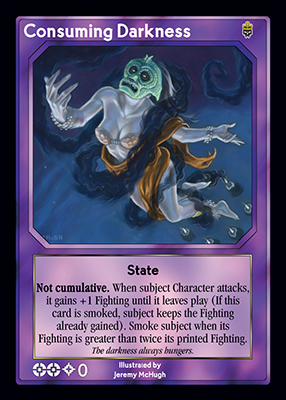 Consuming Darkness
State
Not cumulative. When subject Character attacks,
it gains +1 Fighting until it leaves play (If this
card is smoked, subject keeps the Fighting
already gained). Smoke subject when its
Fighting is greater than twice its printed Fighting.
The darkness always hungers.
Illustrated by
Jeremy McHugh
0